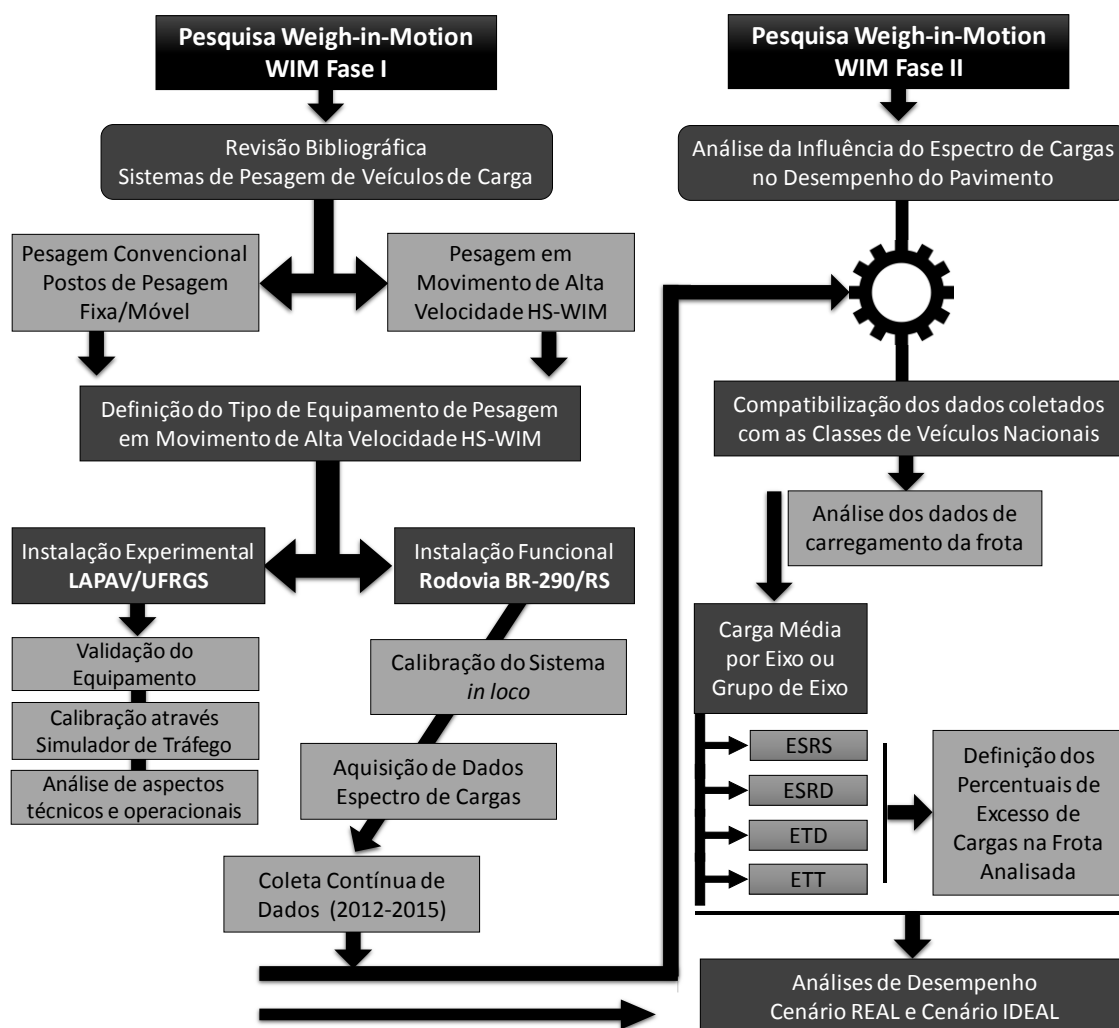 Pesquisa Weigh-in-Motion
WIM Fase I
Revisão Bibliográfica
Sistemas de Pesagem de Veículos de Carga
Pesagem Convencional
Postos de Pesagem
Fixa/Móvel
Pesagem em
Movimento de Alta
Velocidade HS-WIM
Definição do Tipo de Equipamento de Pesagem
em Movimento de Alta Velocidade HS-WIM
Instalação Experimental
LAPAV/UFRGS
Instalação Funcional
Rodovia BR-290/RS
Validação do
Equipamento
Calibração através
Simulador de Tráfego
Análise de aspectos
técnicos e operacionais
Calibração do Sistema
in loco
Aquisição de Dados
Espectro de Cargas
Coleta Contínua de
Dados (2012-2015)
Pesquisa Weigh-in-Motion
WIM Fase II
Análise da Influência do Espectro de Cargas
no Desempenho do Pavimento
Compatibilização dos dados coletados
com as Classes de Veículos Nacionais
Análise dos dados de
carregamento da frota
Carga Média
por Eixo ou
Grupo de Eixo
ESRS
ESRD
ETD
ETT
Definição dos
Percentuais de
Excesso de
Cargas na Frota
Analisada
Análises de Desempenho
Cenário REAL e Cenário IDEAL